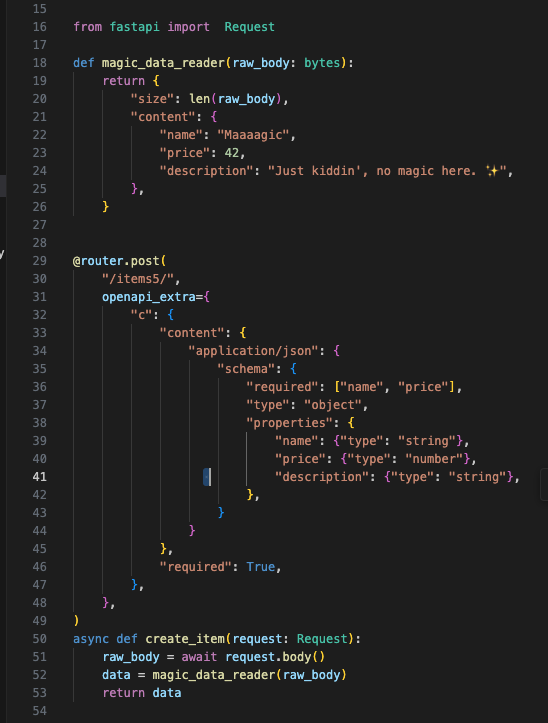 15
16 from fastapi import  Request
17
18 def magic_data_reader(raw_body: bytes):
19     return {
20         "size": len(raw_body),
21         "content": {
22             "name": "Maaaagic",
23             "price": 42,
24             "description": "Just kiddin', no magic here. ✨",
25         },
26     }
27
28
29 @router.post(
30     "/items5/",
31     openapi_extra={
32         "c": {
33             "content": {
34                 "application/json": {
35                     "schema": {
36                         "required": ["name", "price"],
37                         "type": "object",
38                         "properties": {
39                             "name": {"type": "string"},
40                             "price": {"type": "number"},
41                             "description": {"type": "string"},
42                         },
43                     }
44                 }
45             },
46             "required": True,
47         },
48     },
49 )
50 async def create_item(request: Request):
51     raw_body = await request.body()
52     data = magic_data_reader(raw_body)
53     return data
54